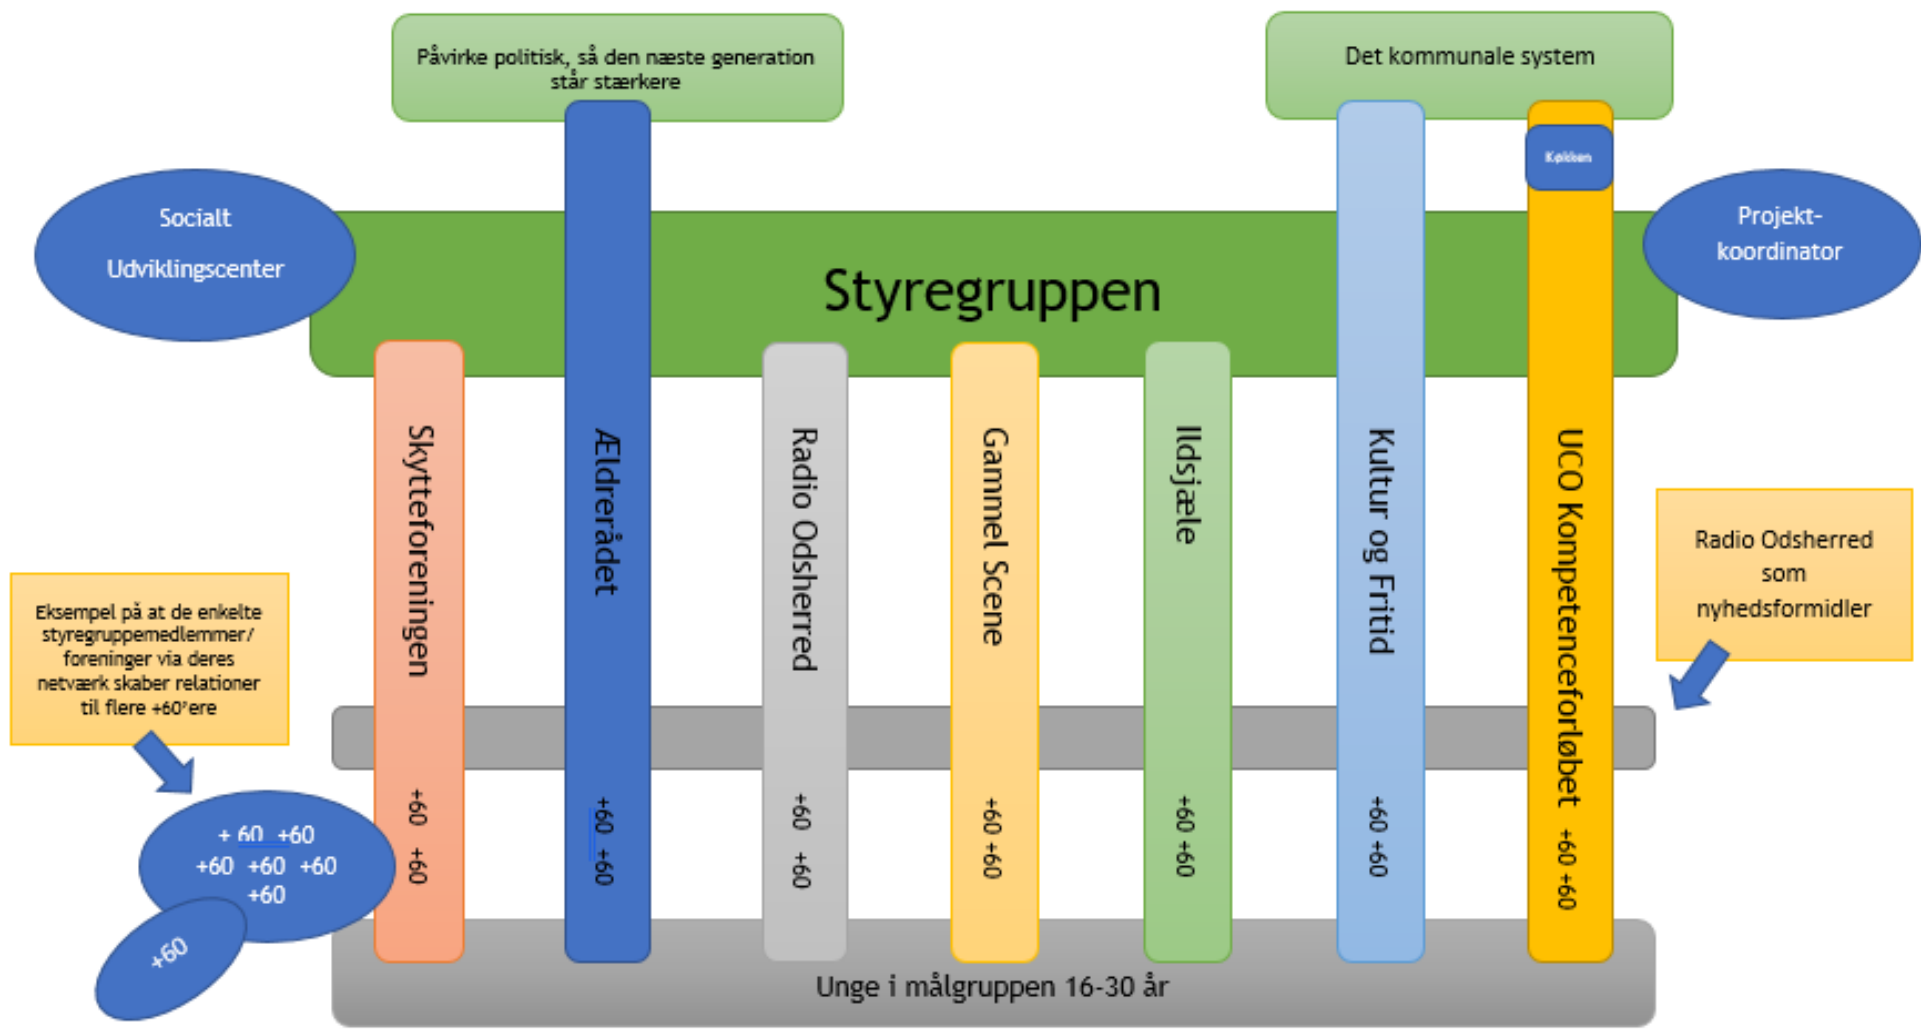 Påvirke politisk, så den næste generation
står stærkere
Det kommunale system
Køkken
Socialt
Udviklingscenter
Projekt-
koordinator
Styregruppen
Skytteforeningen +60 +60
Ældrerådet +60 +60
Radio Odsherred +60 +60
Gammel Scene +60 +60
Ildsjæle +60 +60
Kultur og Fritid +60 +60
UCO Kompetenceforløbet +60 +60
Radio Odsherred
som
nyhedsformidler
Eksempel på at de enkelte
styregruppemedlemmer/
foreninger via deres
netværk skaber relationer
til flere +60'ere
+ 60 +60
+60 +60 +60
+60
+60
Unge i målgruppen 16-30 år